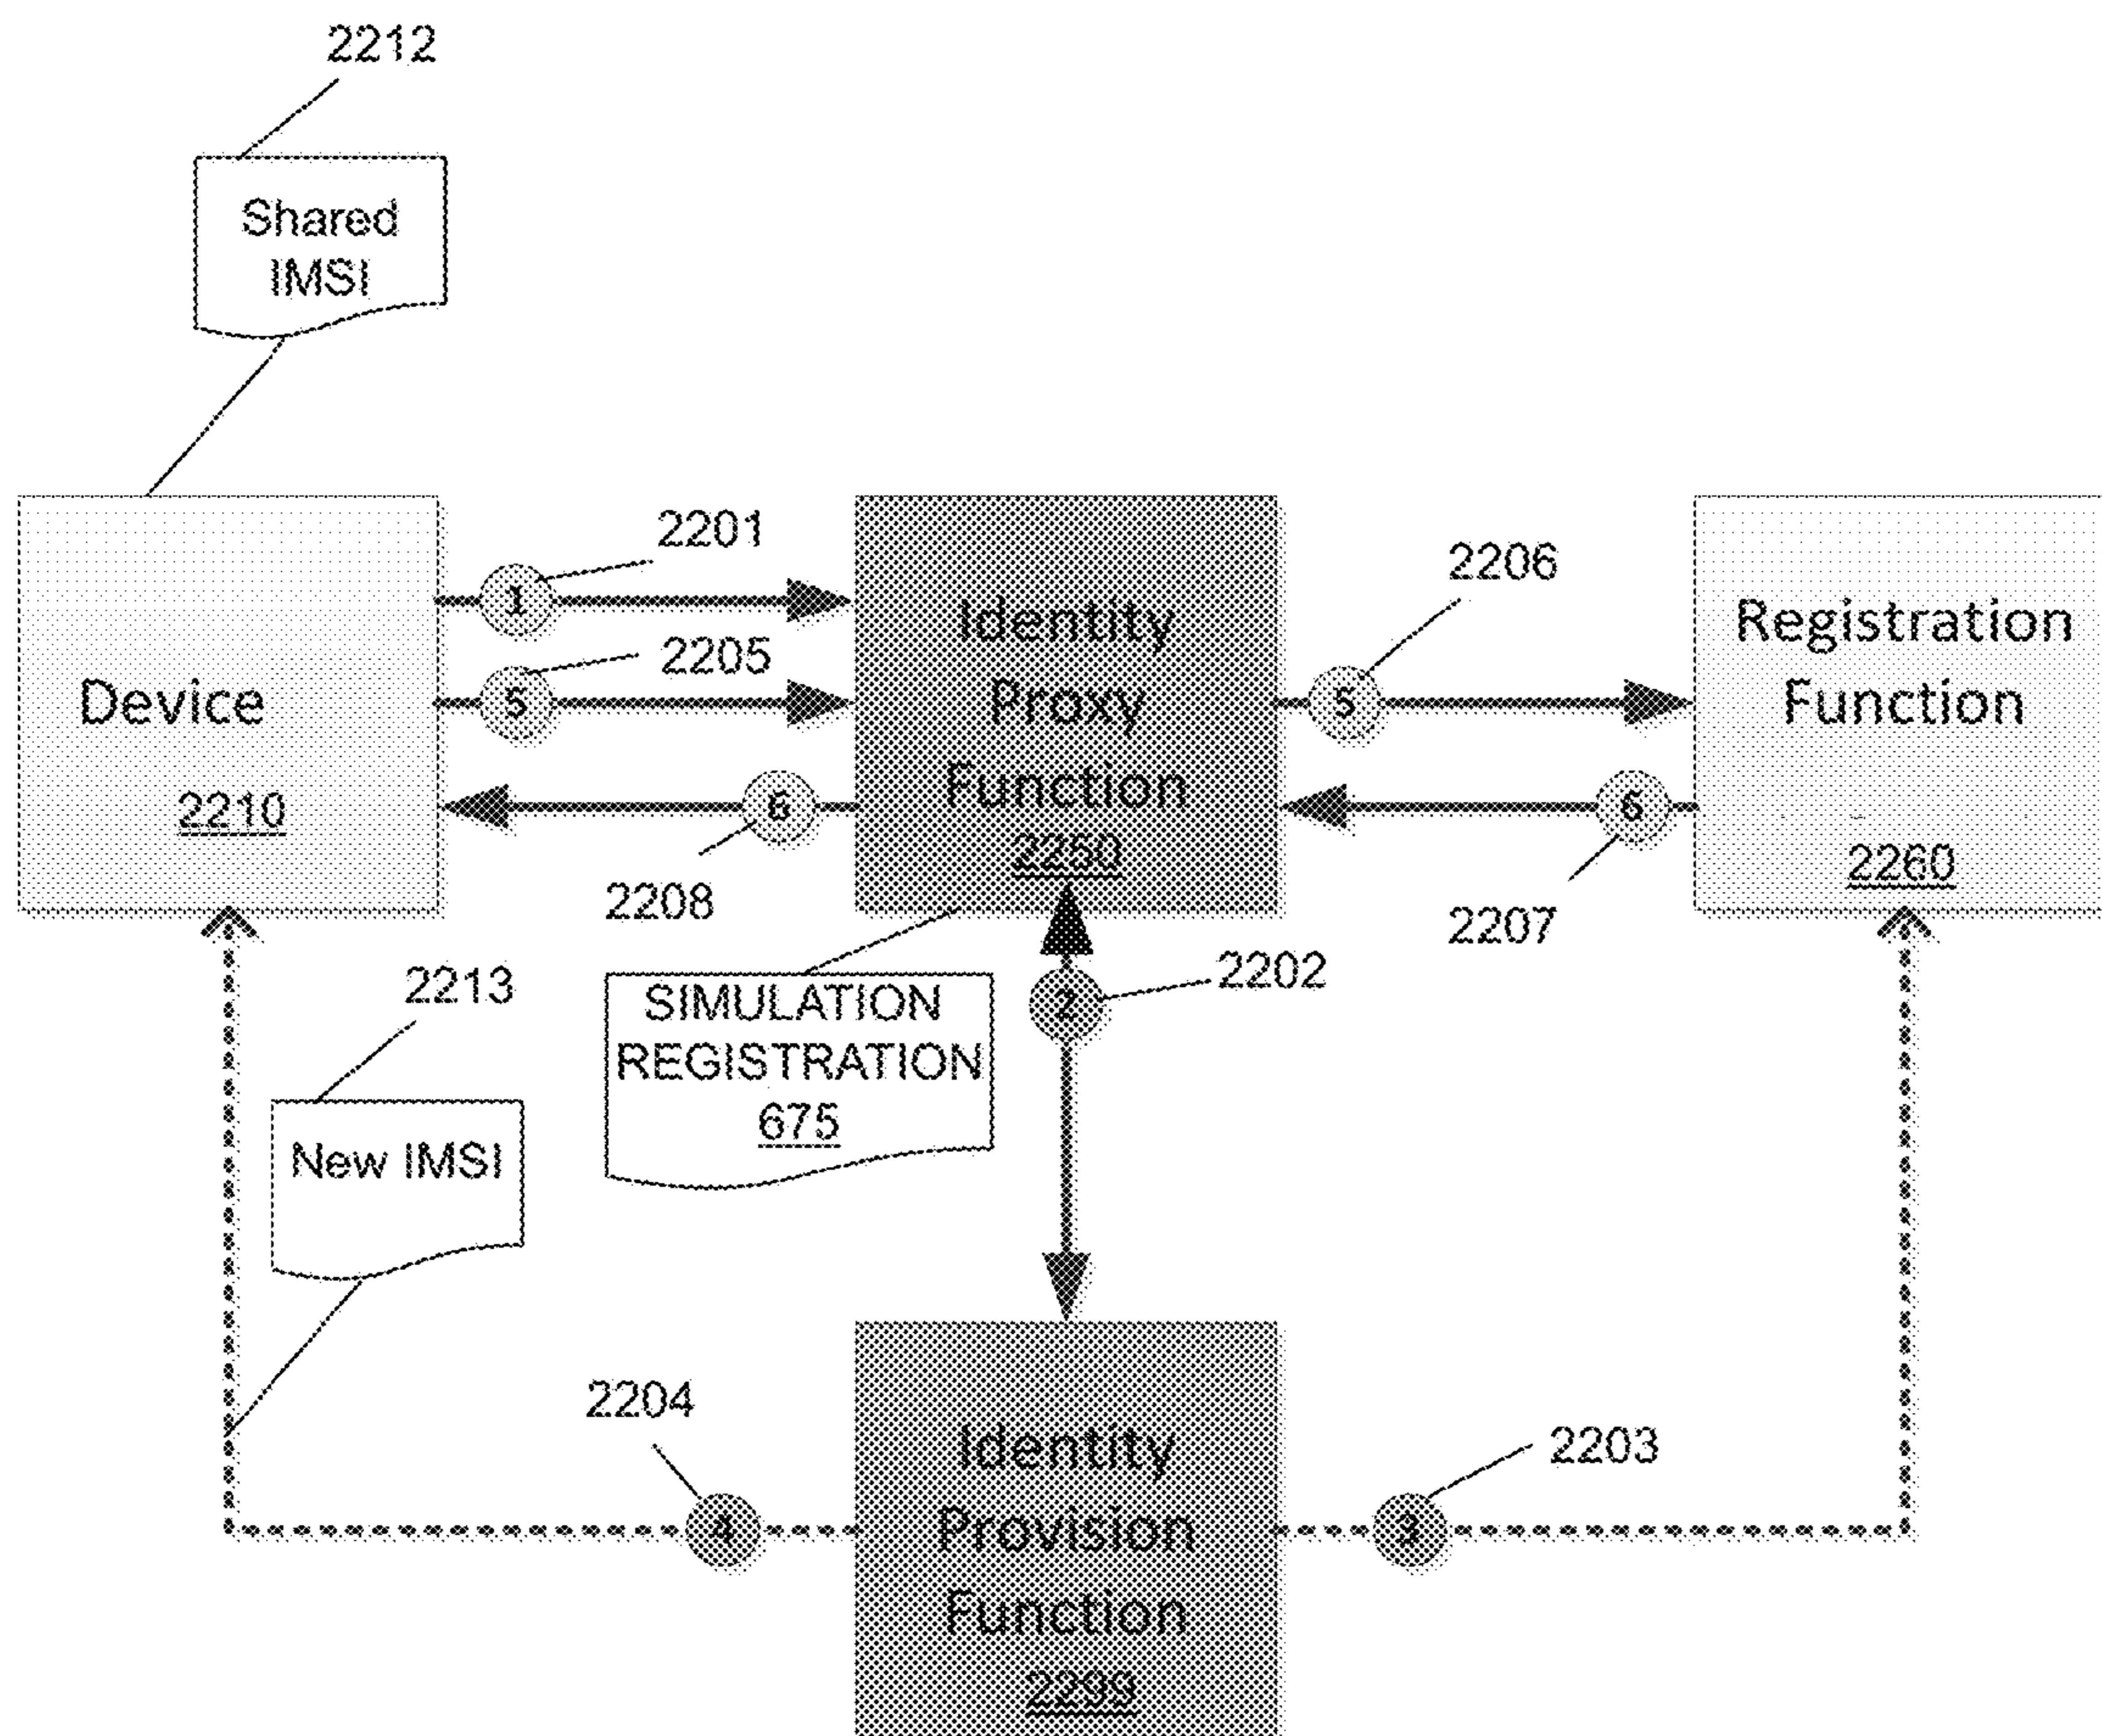 2212
Shared
IMSI
2201
1
2205
5
2206
5
Device
2210
Identity
Proxy
Function
2250
Registration
Function
2260
6
2208
6
2207
2213
New IMSI
SIMULATION
REGISTRATION
675
2
2202
2204
4
Identity
Provision
Function
2299
2203
3